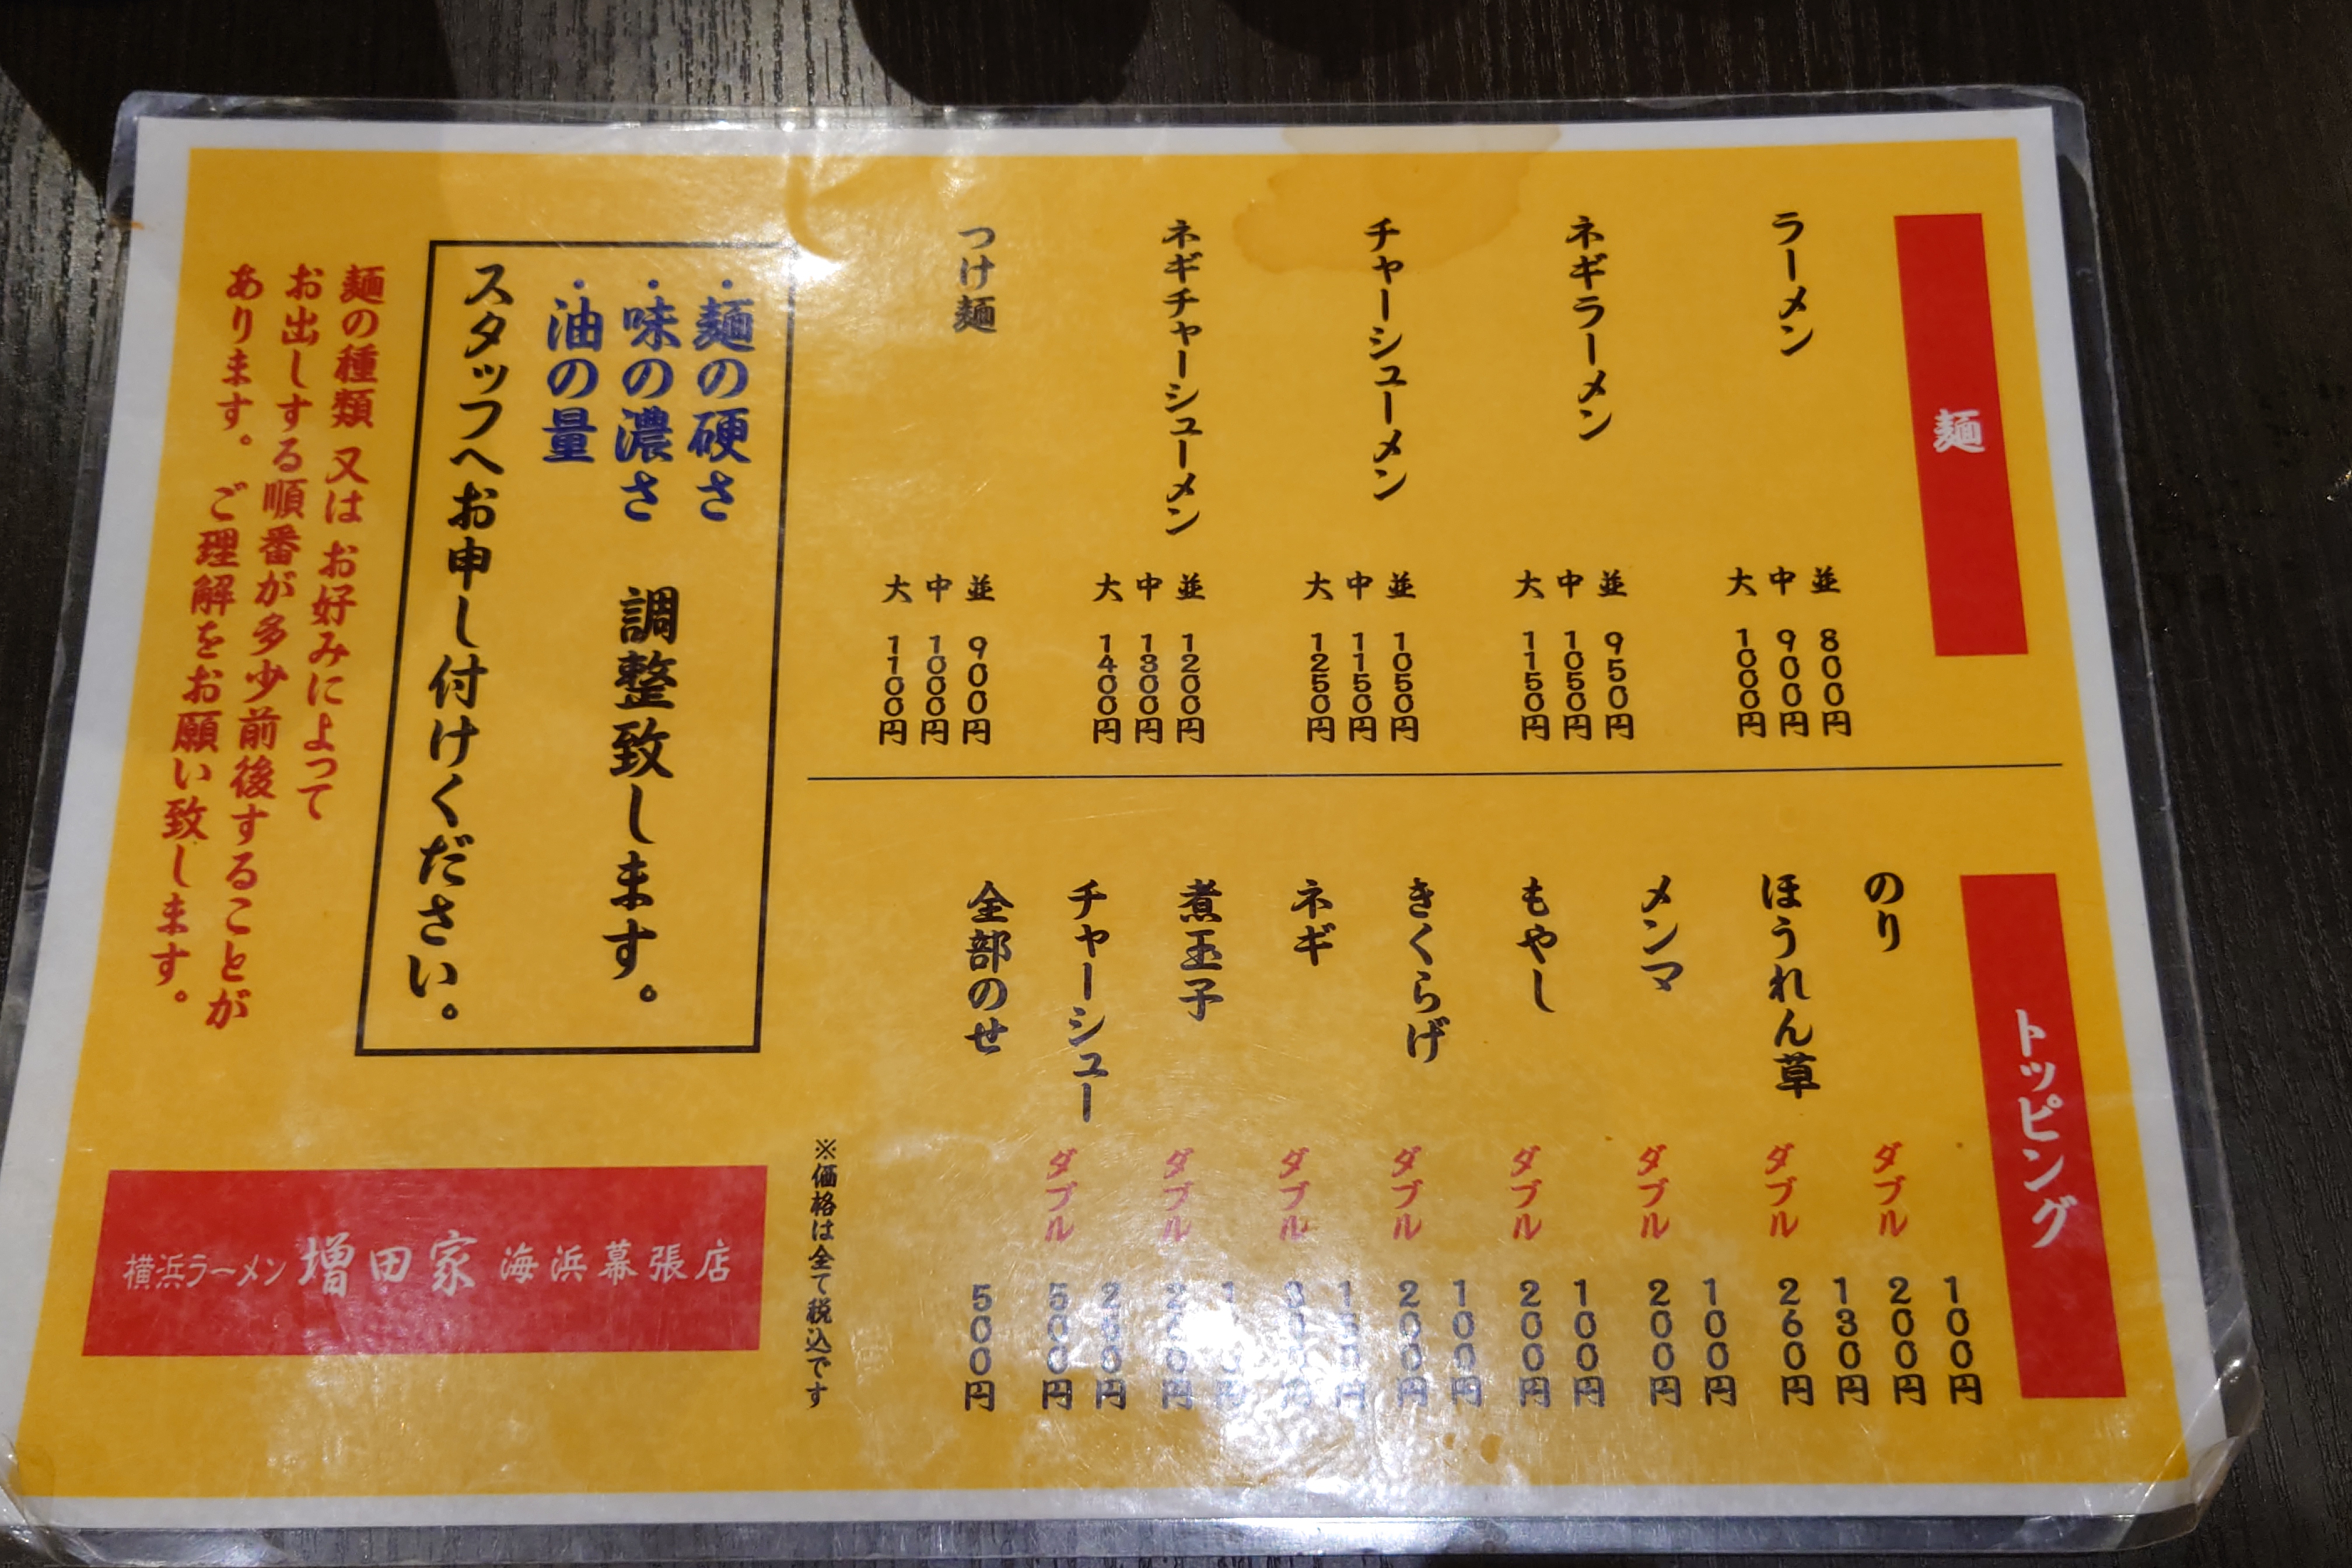 麺
ラーメン
並 800円
中 900円
大 1000円
ネギラーメン
並 950円
中 1050円
大 1150円
チャーシューメン
並 1050円
中 1150円
大 1250円
ネギチャーシューメン
並 1200円
中 1300円
大 1400円
つけ麺
並 900円
中 1000円
大 1100円
トッピング
のり 100円
ダブル 200円
ほうれん草 130円
ダブル 260円
メンマ 100円
ダブル 200円
もやし 100円
ダブル 200円
きくらげ 100円
ダブル 200円
ネギ
ダブル
煮玉子
ダブル
チャーシュー
ダブル 500円
全部のせ 500円
※価格は全て税込です
・麺の硬さ
・味の濃さ 調整致します。
・油の量
スタッフへお申し付けください。
麺の種類 又は お好みによって
お出しする順番が多少前後することが
あります。 ご理解をお願い致します。
横浜ラーメン 増田家 海浜幕張店